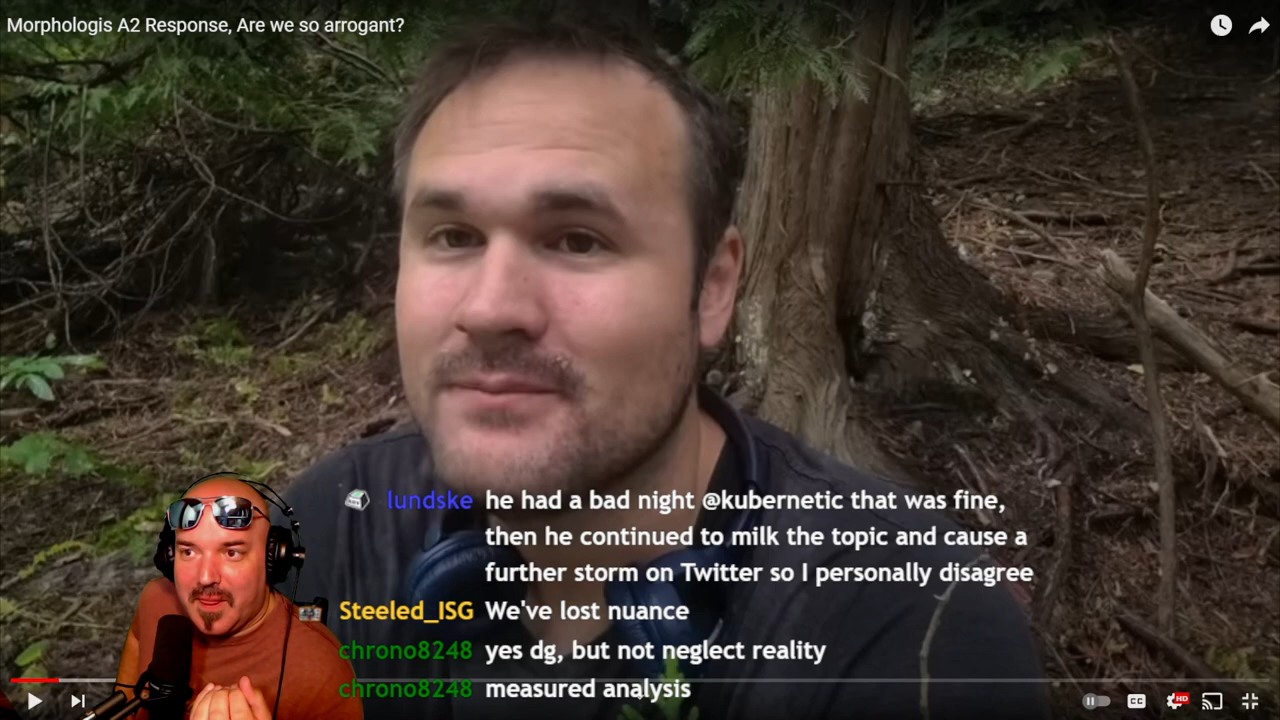 Morphologis A2 Response, Are we so arrogant?
lundske he had a bad night @kubernetic that was fine,
then he continued to milk the topic and cause a
further storm on Twitter so I personally disagree
Steeled_ISG We've lost nuance
chrono8248 yes dg, but not neglect reality
chrono8248 measured analysis
CC
HD